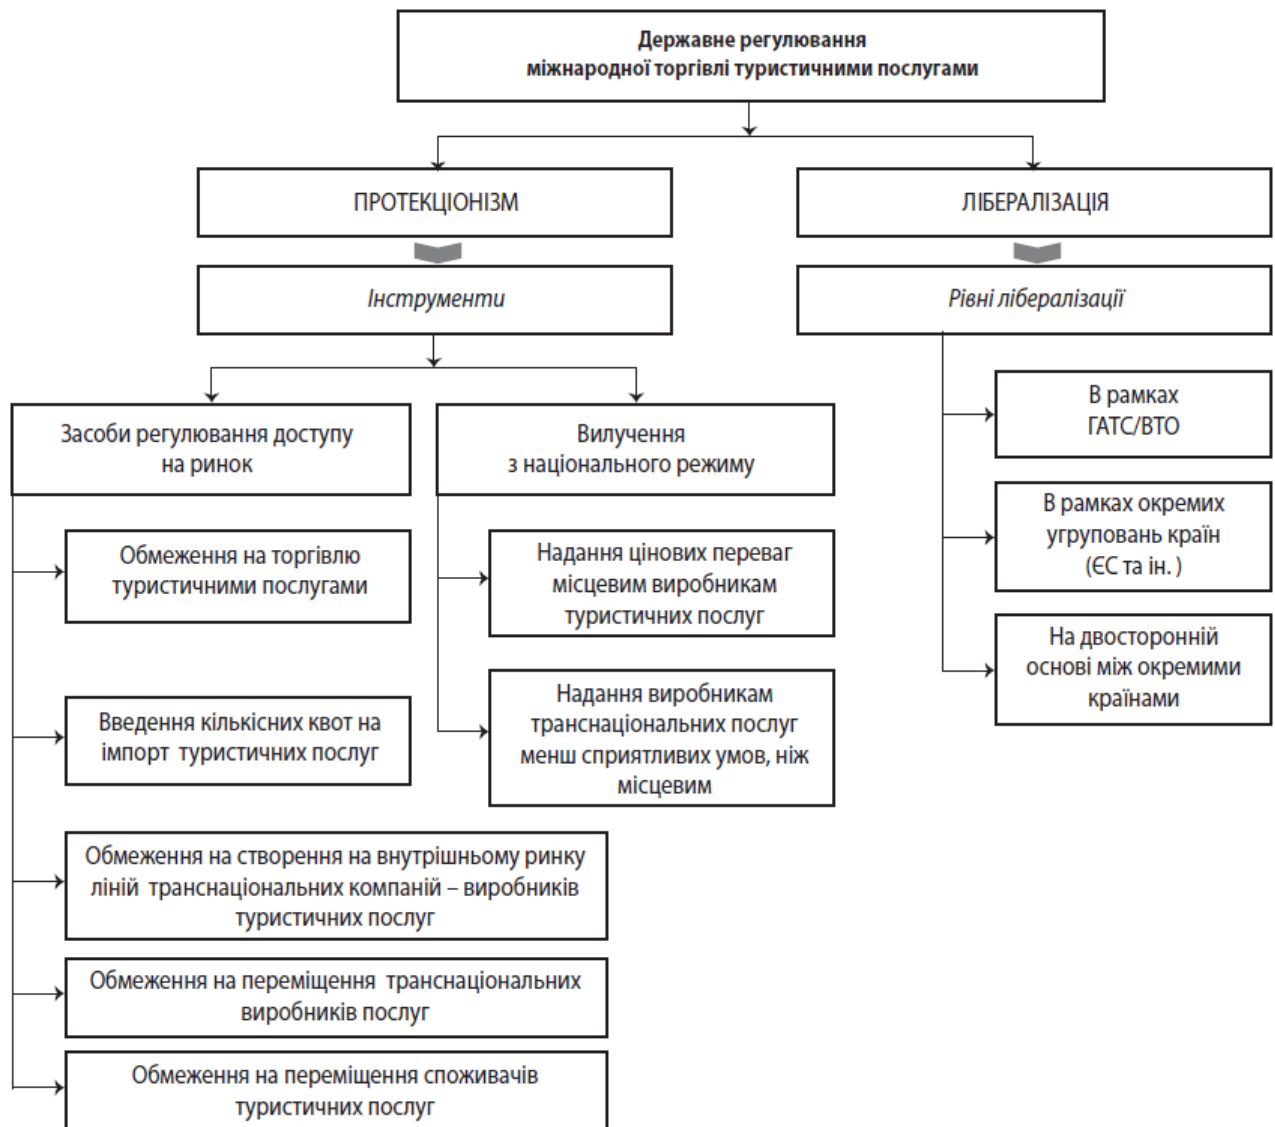 Державне регулювання
міжнародної торгівлі туристичними послугами
ПРОТЕКЦІОНІЗМ
ЛІБЕРАЛІЗАЦІЯ
Інструменти
Рівні лібералізації
Засоби регулювання доступу
на ринок
Вилучення
з національного режиму
В рамках
ГАТС/ВТО
Обмеження на торгівлю
туристичними послугами
Надання цінових переваг
місцевим виробникам
туристичних послуг
В рамках окремих
угруповань країн
(ЄС та ін. )
Введення кількісних квот на
імпорт туристичних послуг
Надання виробникам
транснаціональних послуг
менш сприятливих умов, ніж
місцевим
На двосторонній
основі між окремими
країнами
Обмеження на створення на внутрішньому ринку
ліній транснаціональних компаній – виробників
туристичних послуг
Обмеження на переміщення транснаціональних
виробників послуг
Обмеження на переміщення споживачів
туристичних послуг